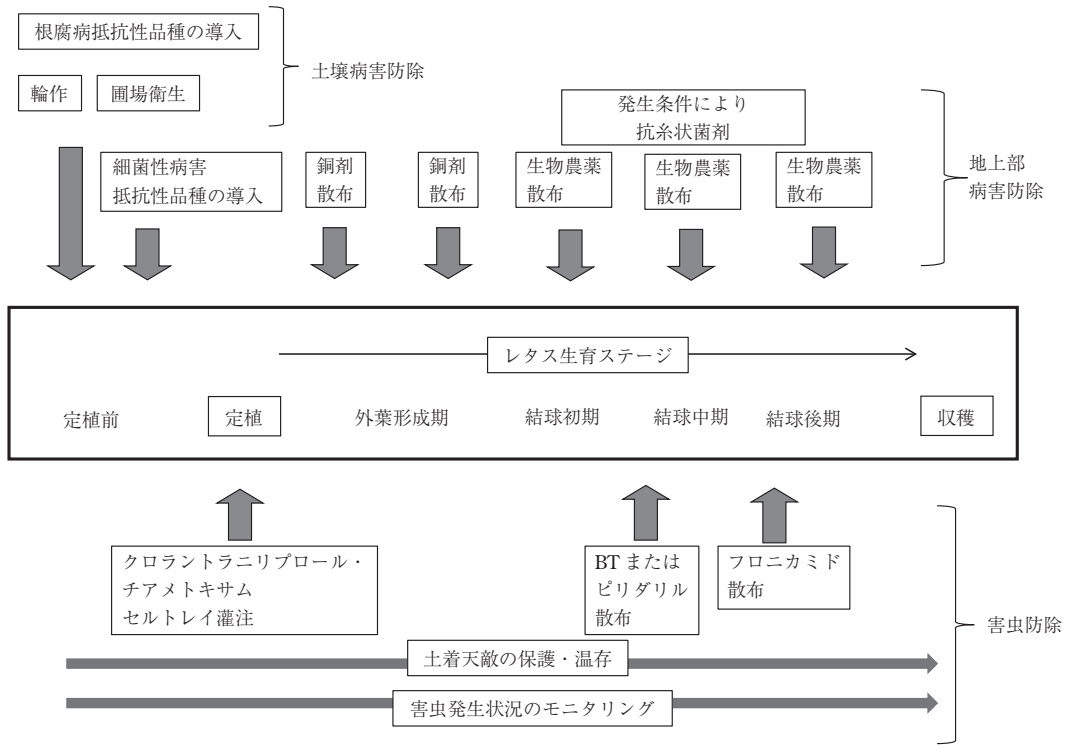 根腐病抵抗性品種の導入
輪作
圃場衛生
土壌病害防除
発生条件により
抗糸状菌剤
細菌性病害
抵抗性品種の導入
銅剤
散布
銅剤
散布
生物農薬
散布
生物農薬
散布
生物農薬
散布
地上部
病害防除
レタス生育ステージ
定植前
定植
外葉形成期
結球初期
結球中期
結球後期
収穫
クロラントラニリプロール・
チアメトキサム
セルトレイ灌注
BT または
ピリダリル
散布
フロニカミド
散布
害虫防除
土着天敵の保護・温存
害虫発生状況のモニタリング